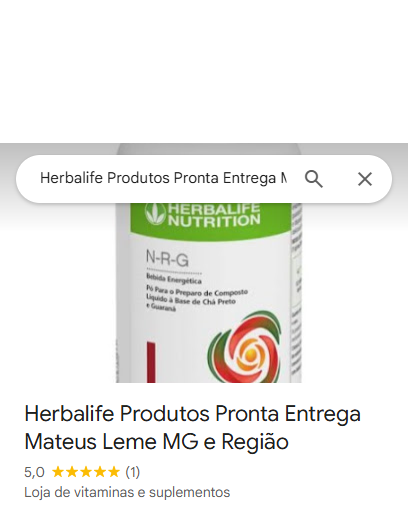 Herbalife Produtos Pronta Entrega M
HERBALIFE
NUTRITION
N-R-G
Bebida Energética
Pó Para o Preparo de Composto
Líquido à Base de Chá Preto
e Guaraná
Herbalife Produtos Pronta Entrega
Mateus Leme MG e Região
5,0 ★★★★★ (1)
Loja de vitaminas e suplementos